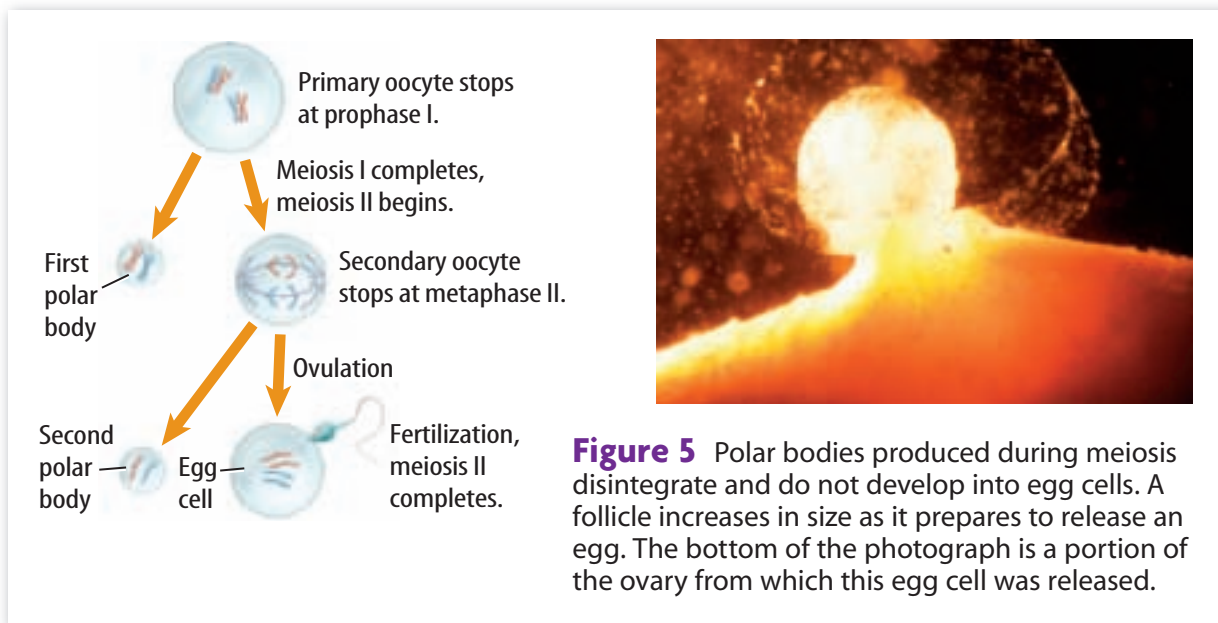 Primary oocyte stops
at prophase I.
Meiosis I completes,
meiosis II begins.
First
polar
body
Secondary oocyte
stops at metaphase II.
Ovulation
Second
polar
body
Egg
cell
Fertilization,
meiosis II
completes.
Figure 5 Polar bodies produced during meiosis
disintegrate and do not develop into egg cells. A
follicle increases in size as it prepares to release an
egg. The bottom of the photograph is a portion of
the ovary from which this egg cell was released.